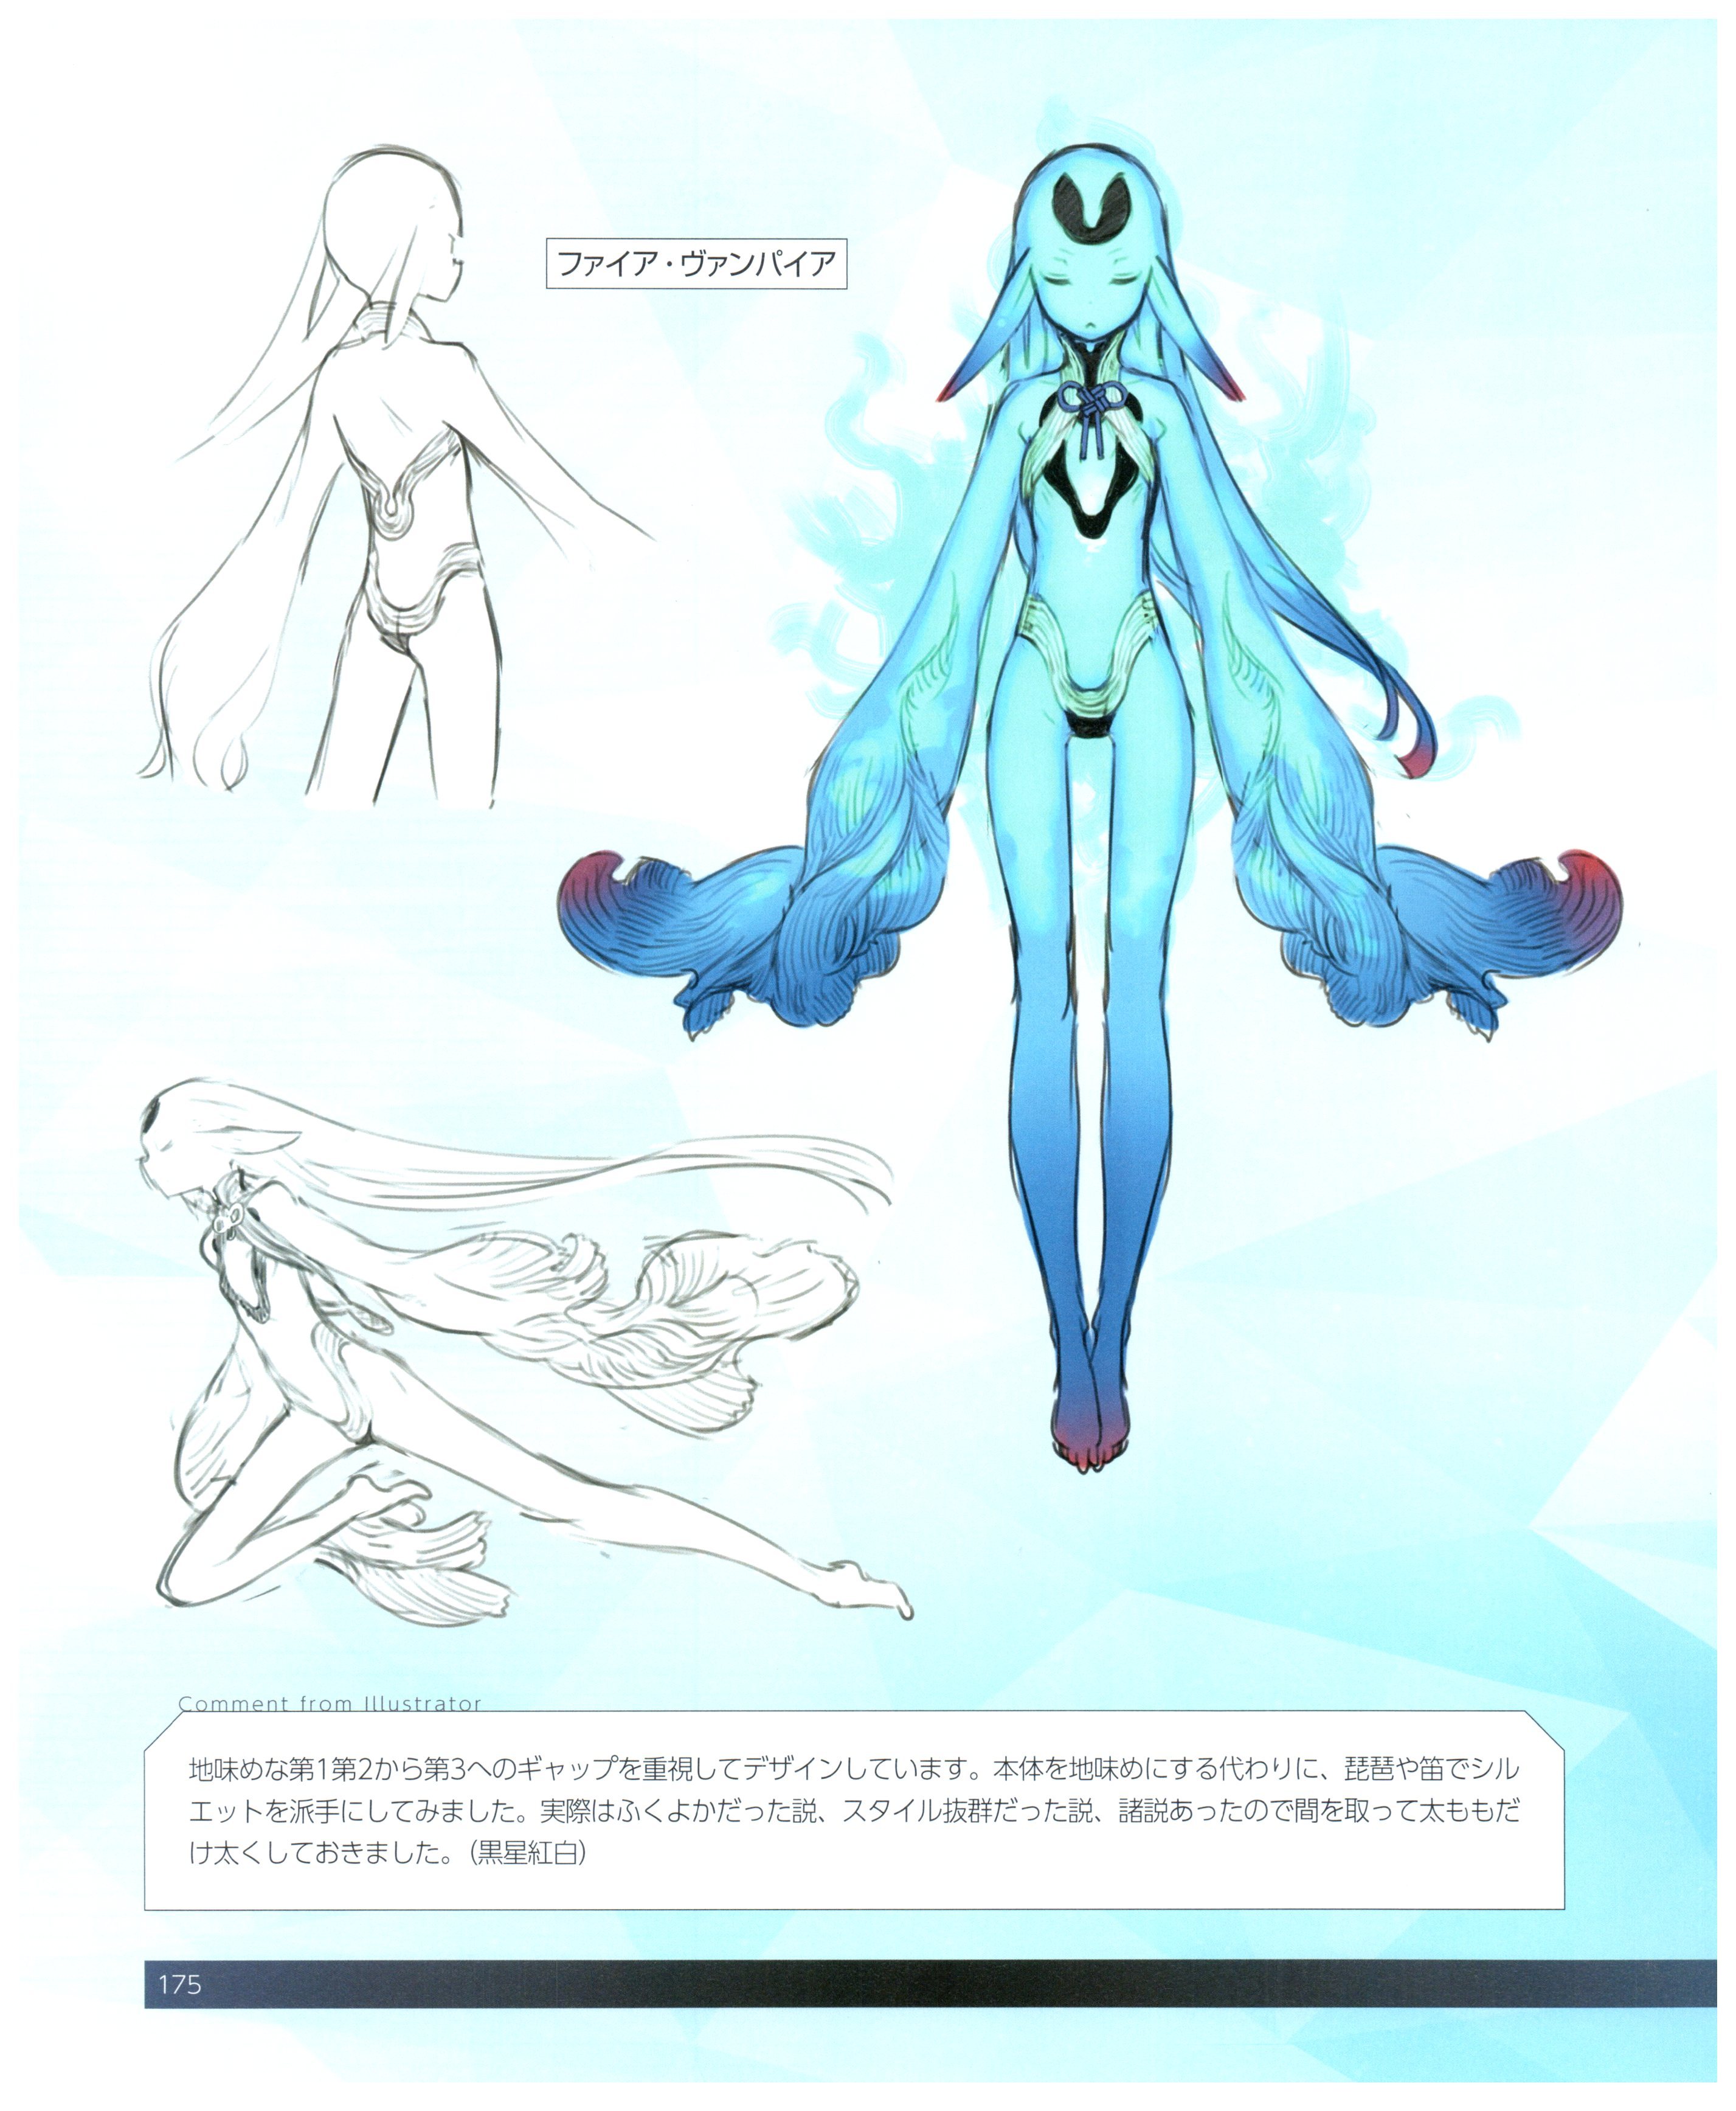 ファイア・ヴァンパイア
Comment from Illustrator
地味めな第1第2から第3へのギャップを重視してデザインしています。本体を地味めにする代わりに、琵琶や笛でシル
エットを派手にしてみました。実際はふくよかだった説、スタイル抜群だった説、諸説あったので間を取って太ももだ
け太くしておきました。（黒星紅白）
175